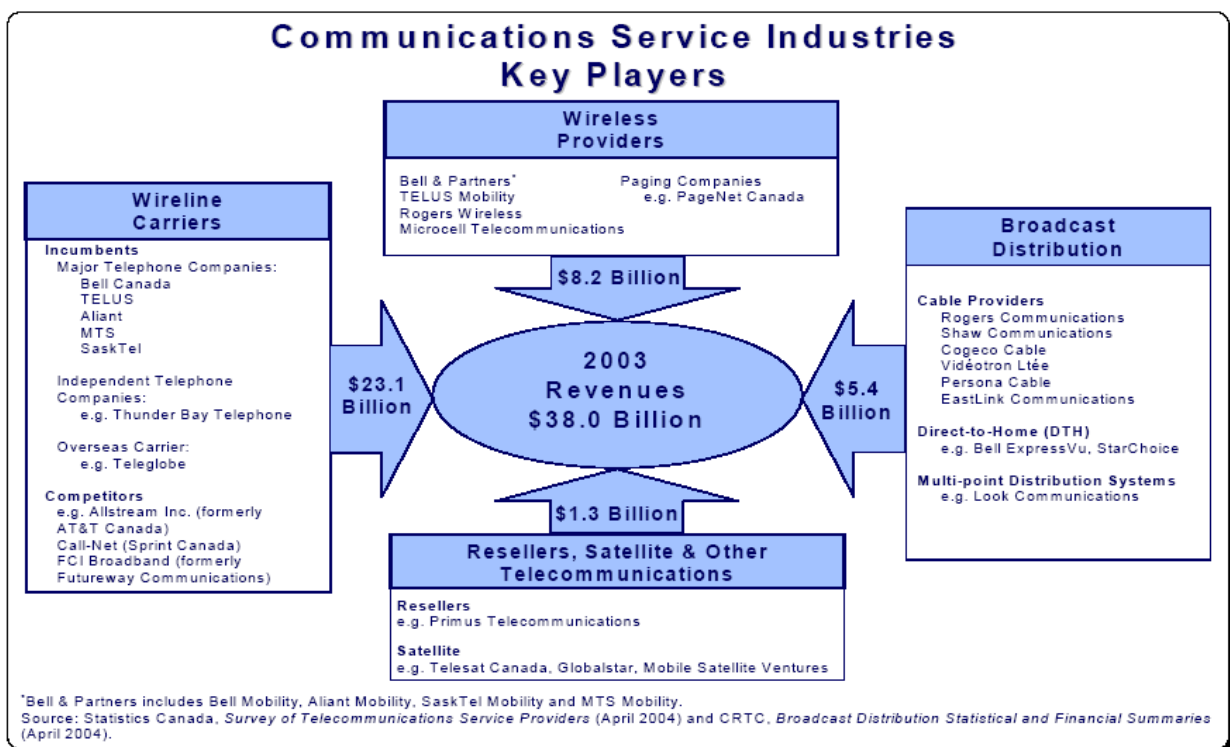 Communications Service Industries
Key Players
Wireless
Providers
Bell & Partners*
TELUS Mobility
Rogers Wireless
Microcell Telecommunications
Paging Companies
e.g. PageNet Canada
$8.2 Billion
Wireline
Carriers
Incumbents
Major Telephone Companies:
Bell Canada
TELUS
Aliant
MTS
SaskTel
Independent Telephone
Companies:
e.g. Thunder Bay Telephone
Overseas Carrier:
e.g. Teleglobe
Competitors
e.g. Allstream Inc. (formerly
AT&T Canada)
Call-Net (Sprint Canada)
FCI Broadband (formerly
Futureway Communications)
$23.1
Billion
2003
Revenues
$38.0 Billion
$5.4
Billion
Broadcast
Distribution
Cable Providers
Rogers Communications
Shaw Communications
Cogeco Cable
Vidéotron Ltée
Persona Cable
EastLink Communications
Direct-to-Home (DTH)
e.g. Bell ExpressVu, StarChoice
Multi-point Distribution Systems
e.g. Look Communications
$1.3 Billion
Resellers, Satellite & Other
Telecommunications
Resellers
e.g. Primus Telecommunications
Satellite
e.g. Telesat Canada, Globalstar, Mobile Satellite Ventures
*Bell & Partners includes Bell Mobility, Aliant Mobility, SaskTel Mobility and MTS Mobility.
Source: Statistics Canada, Survey of Telecommunications Service Providers (April 2004) and CRTC, Broadcast Distribution Statistical and Financial Summaries
(April 2004).